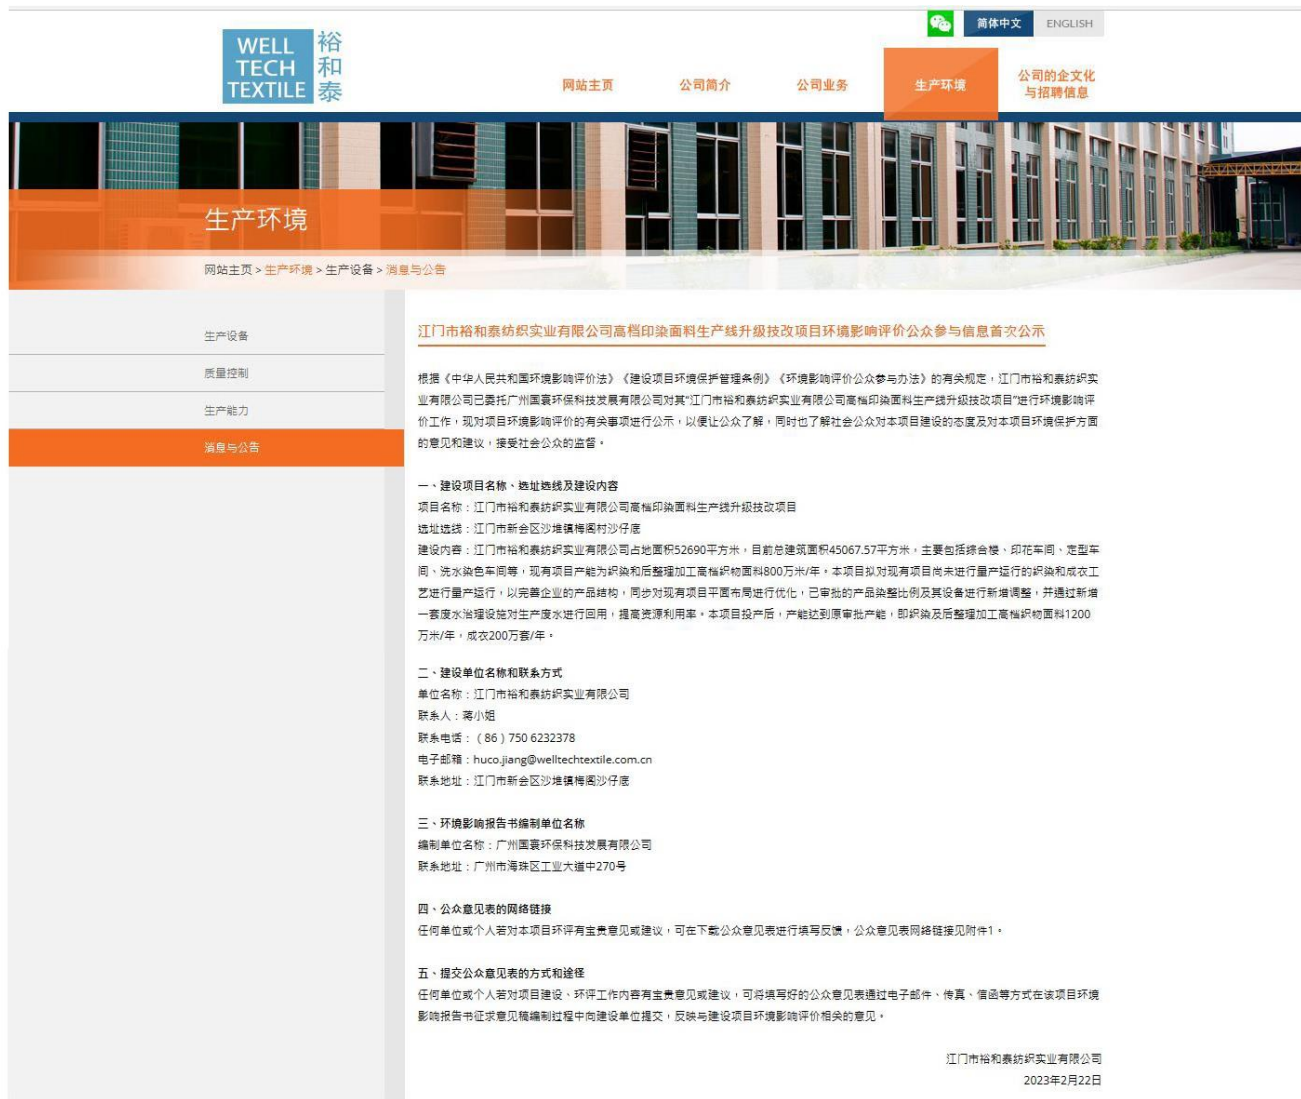 WELL
TECH
TEXTILE
裕
和
泰
简体中文
ENGLISH
网站主页
公司简介
公司业务
生产环境
公司的企文化
与招聘信息
生产环境
网站主页 > 生产环境 > 生产设备 > 消息与公告
生产设备
质量控制
生产能力
消息与公告
江门市裕和泰纺织实业有限公司高档印染面料生产线升级技改项目环境影响评价公众参与信息首次公示
根据《中华人民共和国环境影响评价法》《建设项目环境保护管理条例》《环境影响评价公众参与办法》的有关规定，江门市裕和泰纺织实
业有限公司已委托广州国寰环保科技发展有限公司对其“江门市裕和泰纺织实业有限公司高档印染面料生产线升级技改项目”进行环境影响评
价工作，现对项目环境影响评价的有关事项进行公示，以便让公众了解，同时也了解社会公众对本项目建设的态度及对本项目环境保护方面
的意见和建议，接受社会公众的监督。
一、建设项目名称、选址选线及建设内容
项目名称：江门市裕和泰纺织实业有限公司高档印染面料生产线升级技改项目
选址选线：江门市新会区沙堆镇梅阁村沙仔底
建设内容：江门市裕和泰纺织实业有限公司占地面积52690平方米，目前总建筑面积45067.57平方米，主要包括综合楼、印花车间、定型车
间、洗水染色车间等，现有项目产能为织染和后整理加工高档织物面料800万米/年。本项目拟对现有项目尚未进行量产运行的织染和成衣工
艺进行量产运行，以完善企业的产品结构，同步对现有项目平面布局进行优化，已审批的产品染整比例及其设备进行新增调整，并通过新增
一套废水治理设施对生产废水进行回用，提高资源利用率。本项目投产后，产能达到原审批产能，即织染及后整理加工高档织物面料1200
万米/年，成衣200万套/年。
二、建设单位名称和联系方式
单位名称：江门市裕和泰纺织实业有限公司
联系人：蒋小姐
联系电话：（86）750 6232378
电子邮箱：huco.jiang@welltechtextile.com.cn
联系地址：江门市新会区沙堆镇梅阁沙仔底
三、环境影响报告书编制单位名称
编制单位名称：广州国寰环保科技发展有限公司
联系地址：广州市海珠区工业大道中270号
四、公众意见表的网络链接
任何单位或个人若对本项目环评有宝贵意见或建议，可在下载公众意见表进行填写反馈，公众意见表网络链接见附件1。
五、提交公众意见表的方式和途径
任何单位或个人若对项目建设、环评工作内容有宝贵意见或建议，可将填写好的公众意见表通过电子邮件、传真、信函等方式在该项目环境
影响报告书征求意见稿编制过程中向建设单位提交，反映与建设项目环境影响评价相关的意见。
江门市裕和泰纺织实业有限公司
2023年2月22日